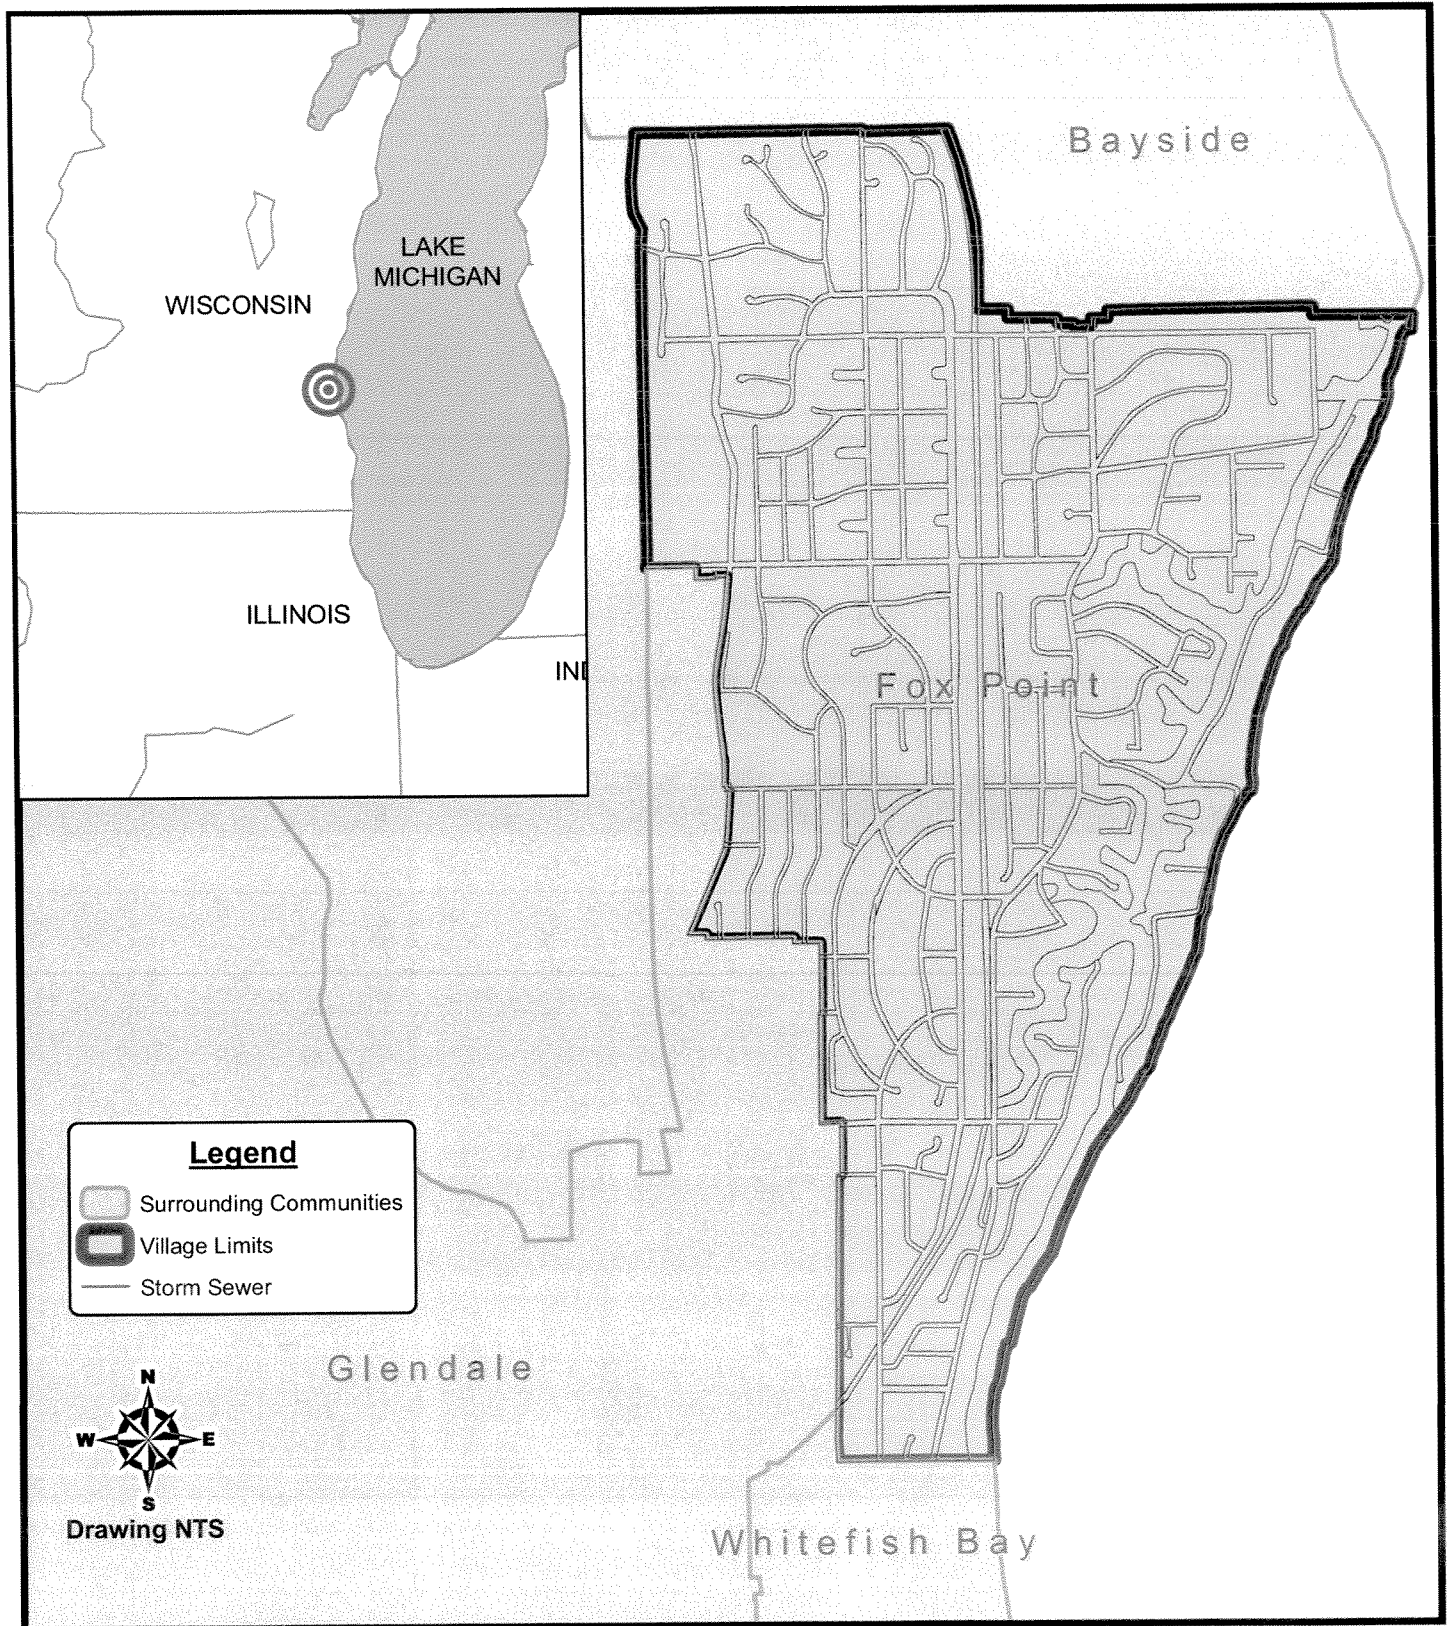 Bayside
LAKE
MICHIGAN
WISCONSIN
ILLINOIS
IND
Fox Point
Legend
Surrounding Communities
Village Limits
Storm Sewer
Glendale
N
W E
S
Drawing NTS
Whitefish Bay